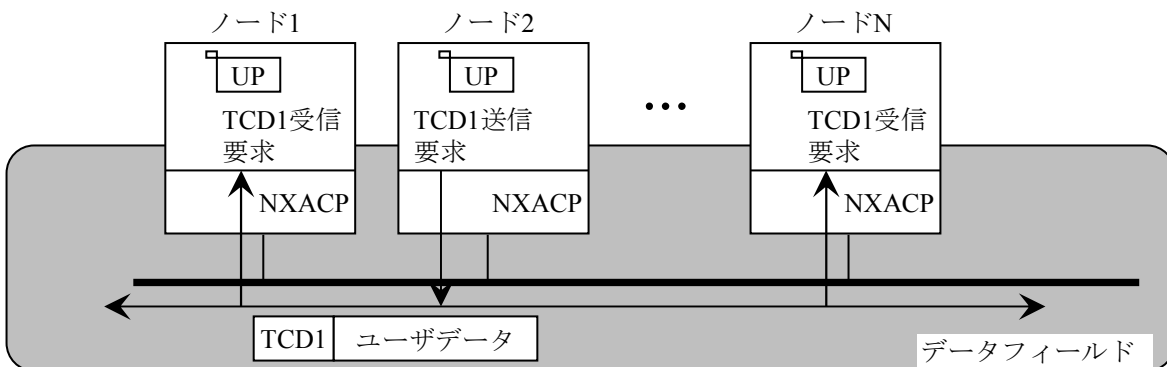 ノード1
ノード2
ノードN
UP
UP
UP
…
TCD1受信
要求
TCD1送信
要求
TCD1受信
要求
NXACP
NXACP
NXACP
TCD1
ユーザデータ
データフィールド